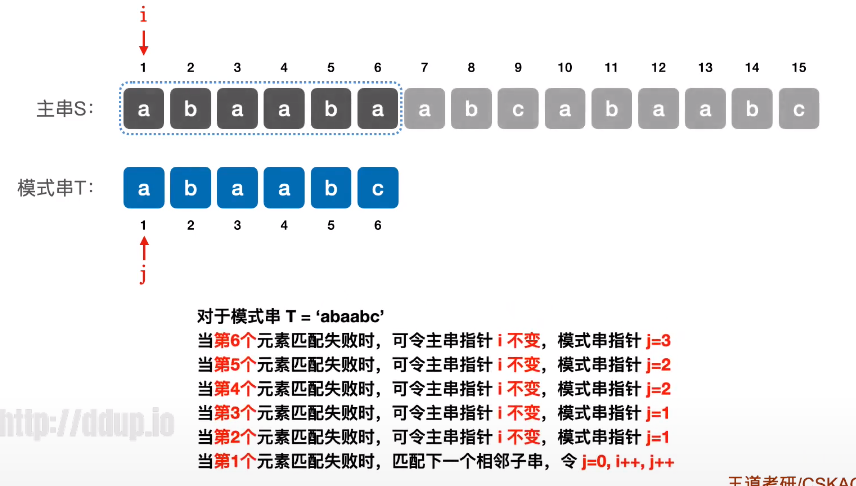 i
1 2 3 4 5 6 7 8 9 10 11 12 13 14 15
主串S： a b a a b a a b c a b a a b c
模式串T： a b a a b c
1 2 3 4 5 6
j
对于模式串 T = ‘abaabc’
当第6个元素匹配失败时，可令主串指针 i 不变，模式串指针 j=3
当第5个元素匹配失败时，可令主串指针 i 不变，模式串指针 j=2
当第4个元素匹配失败时，可令主串指针 i 不变，模式串指针 j=2
当第3个元素匹配失败时，可令主串指针 i 不变，模式串指针 j=1
当第2个元素匹配失败时，可令主串指针 i 不变，模式串指针 j=1
当第1个元素匹配失败时，匹配下一个相邻子串，令 j=0, i++, j++
http://ddup.io
王道考研/CSKAO